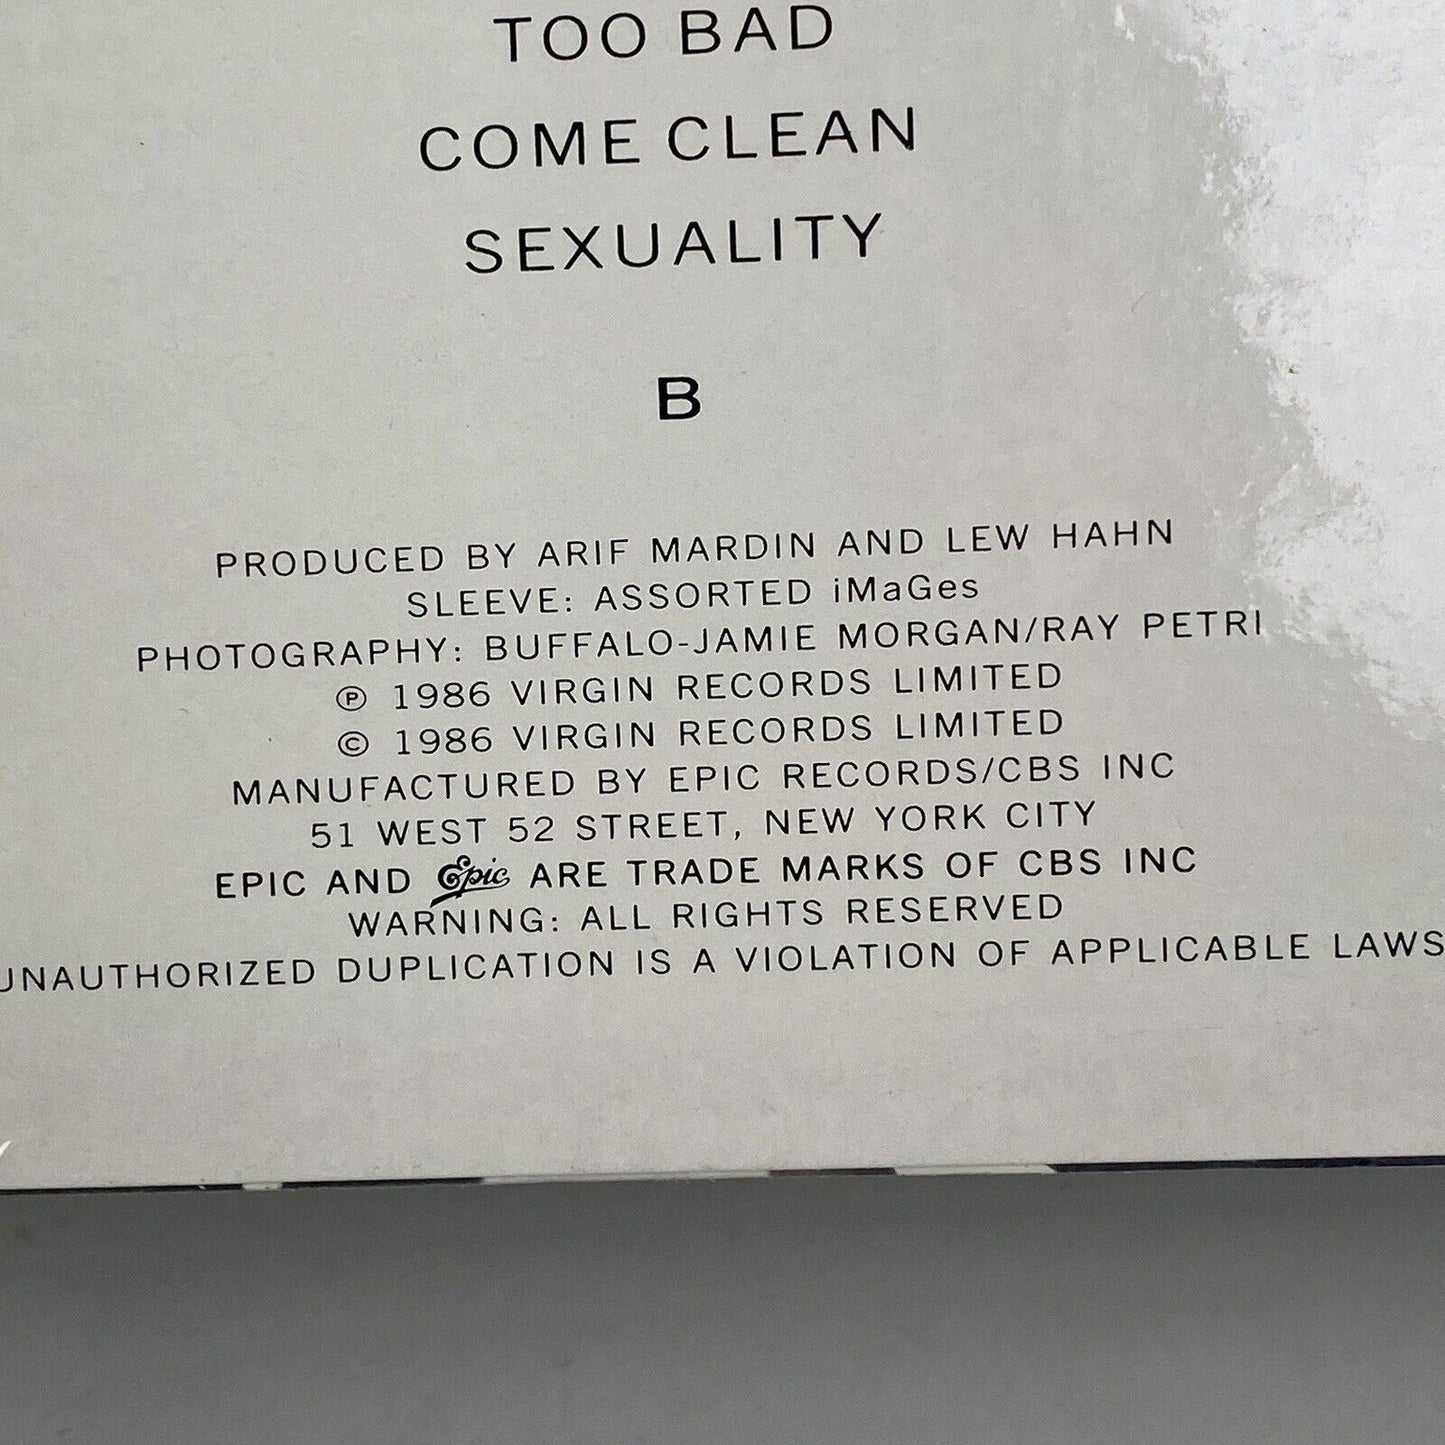 TOO BAD
COME CLEAN
SEXUALITY
B
PRODUCED BY ARIF MARDIN AND LEW HAHN
SLEEVE: ASSORTED iMaGes
PHOTOGRAPHY: BUFFALO-JAMIE MORGAN/RAY PETRI
℗ 1986 VIRGIN RECORDS LIMITED
© 1986 VIRGIN RECORDS LIMITED
MANUFACTURED BY EPIC RECORDS/CBS INC
51 WEST 52 STREET, NEW YORK CITY
EPIC AND Epic ARE TRADE MARKS OF CBS INC
WARNING: ALL RIGHTS RESERVED
UNAUTHORIZED DUPLICATION IS A VIOLATION OF APPLICABLE LAWS